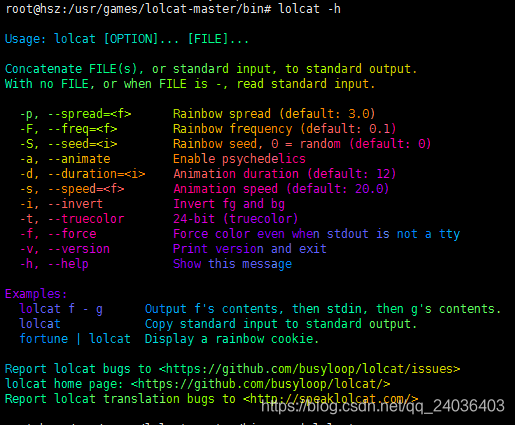 root@hsz:/usr/games/lolcat-master/bin# lolcat -h
Usage: lolcat [OPTION]... [FILE]...
Concatenate FILE(s), or standard input, to standard output.
With no FILE, or when FILE is -, read standard input.
-p, --spread=<f> Rainbow spread (default: 3.0)
-F, --freq=<f> Rainbow frequency (default: 0.1)
-S, --seed=<i> Rainbow seed, 0 = random (default: 0)
-a, --animate Enable psychedelics
-d, --duration=<i> Animation duration (default: 12)
-s, --speed=<f> Animation speed (default: 20.0)
-i, --invert Invert fg and bg
-t, --truecolor 24-bit (truecolor)
-f, --force Force color even when stdout is not a tty
-v, --version Print version and exit
-h, --help Show this message
Examples:
lolcat f - g Output f's contents, then stdin, then g's contents.
lolcat Copy standard input to standard output.
fortune | lolcat Display a rainbow cookie.
Report lolcat bugs to <https://github.com/busyloop/lolcat/issues>
lolcat home page: <https://github.com/busyloop/lolcat/>
Report lolcat translation bugs to <http://speaklolcat.com/>
https://blog.csdn.net/qq_24036403